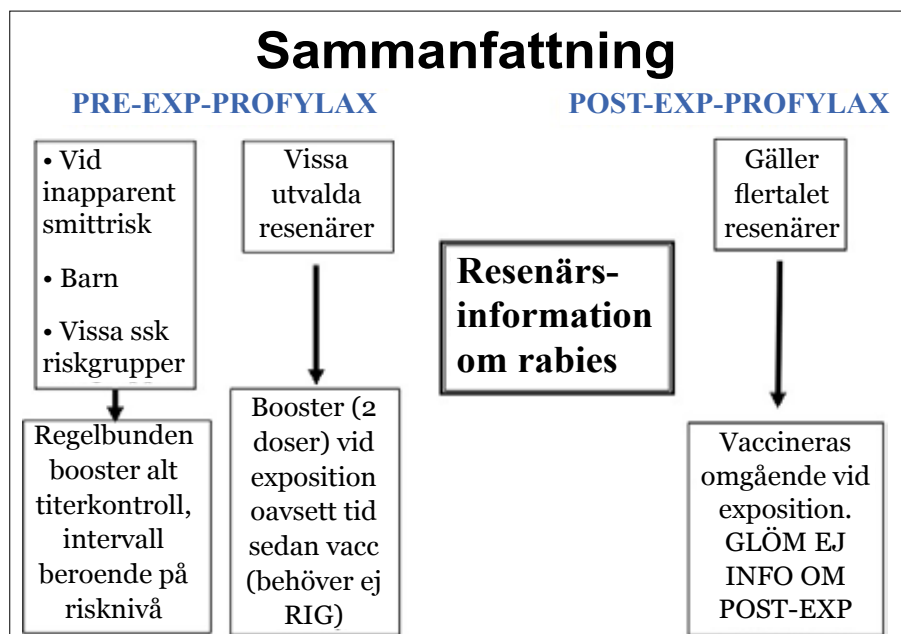 Sammanfattning
PRE-EXP-PROFYLAX
• Vid
inapparent
smittrisk
• Barn
• Vissa ssk
riskgrupper
Regelbunden
booster alt
titerkontroll,
intervall
beroende på
risknivå
Vissa
utvalda
resenärer
Booster (2
doser) vid
exposition
oavsett tid
sedan vacc
(behöver ej
RIG)
Resenärs-
information
om rabies
POST-EXP-PROFYLAX
Gäller
flertalet
resenärer
Vaccineras
omgående vid
exposition.
GLÖM EJ
INFO OM
POST-EXP